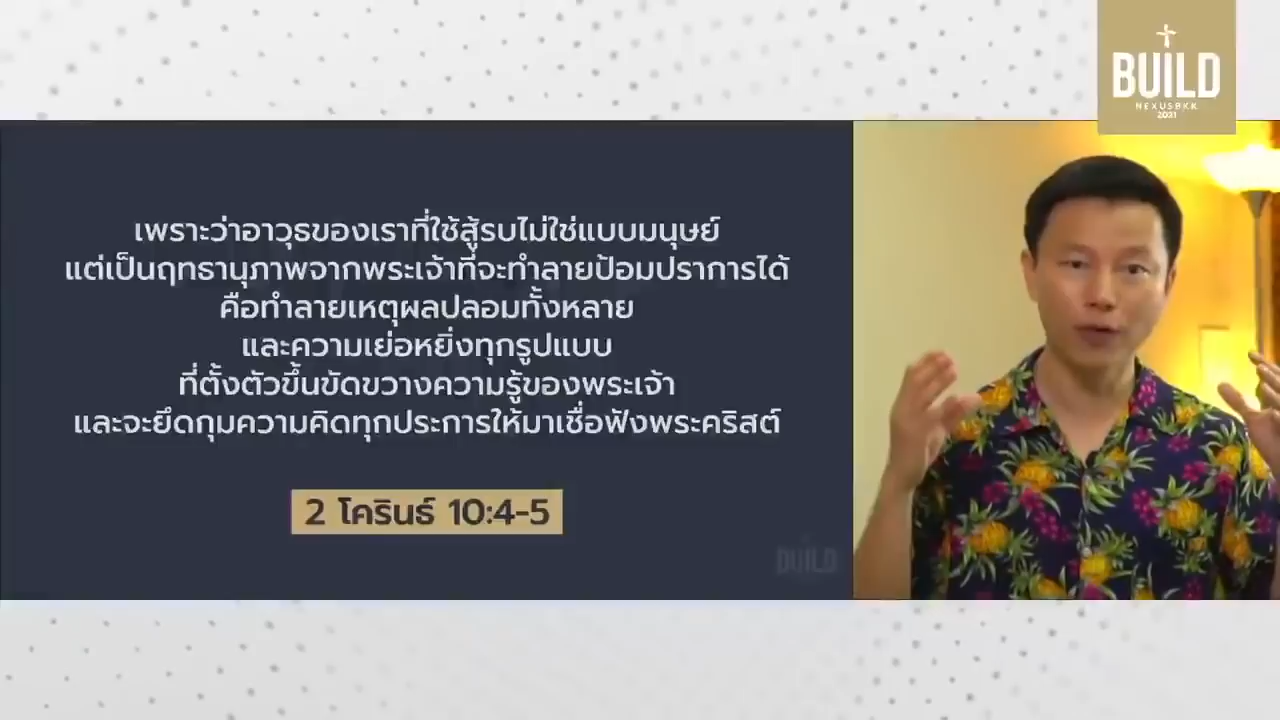 BUILD
NEXUSBKK
2021
เพราะว่าอาวุธของเราที่ใช้สู้รบไม่ใช่แบบมนุษย์
แต่เป็นฤทธานุภาพจากพระเจ้าที่จะทำลายป้อมปราการได้
คือทำลายเหตุผลปลอมทั้งหลาย
และความเย่อหยิ่งทุกรูปแบบ
ที่ตั้งตัวขึ้นขัดขวางความรู้ของพระเจ้า
และจะยึดกุมความคิดทุกประการให้มาเชื่อฟังพระคริสต์
2 โครินธ์ 10:4-5
BUILD